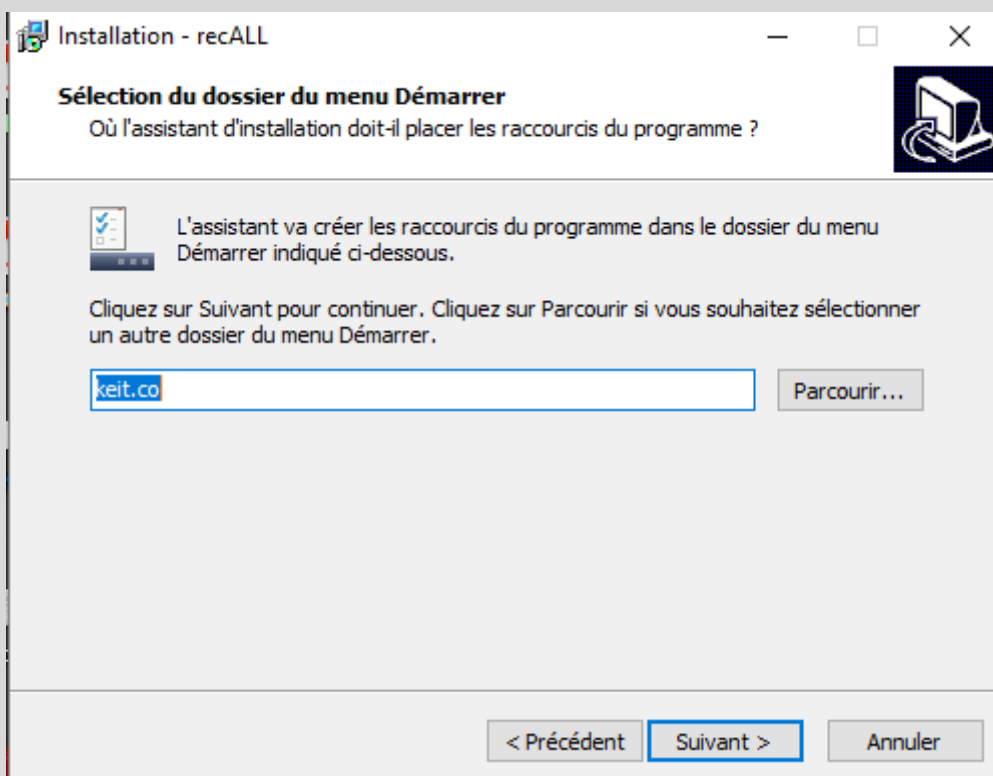 Installation - recALL
Sélection du dossier du menu Démarrer
Où l'assistant d'installation doit-il placer les raccourcis du programme ?
L'assistant va créer les raccourcis du programme dans le dossier du menu
Démarrer indiqué ci-dessous.
Cliquez sur Suivant pour continuer. Cliquez sur Parcourir si vous souhaitez sélectionner
un autre dossier du menu Démarrer.
keit.co
Parcourir...
< Précédent
Suivant >
Annuler